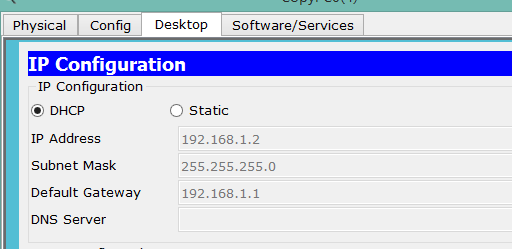 Physical Config Desktop Software/Services
IP Configuration
IP Configuration
DHCP Static
IP Address 192.168.1.2
Subnet Mask 255.255.255.0
Default Gateway 192.168.1.1
DNS Server